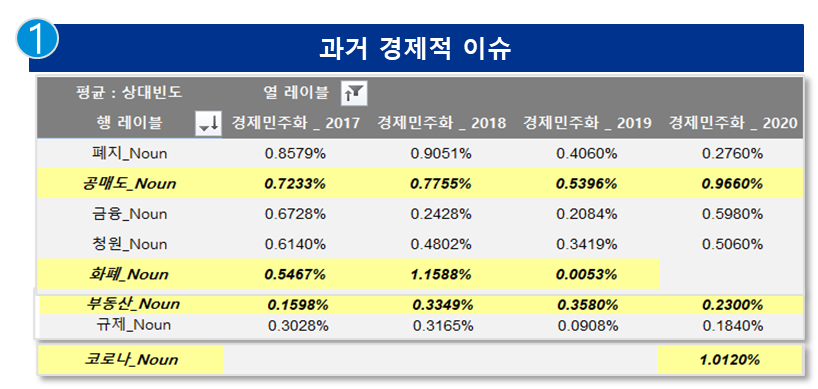 1
과거 경제적 이슈
평균 : 상대빈도 열 레이블
행 레이블 경제민주화 _ 2017 경제민주화 _ 2018 경제민주화 _ 2019 경제민주화 _ 2020
폐지_Noun 0.8579% 0.9051% 0.4060% 0.2760%
공매도_Noun 0.7233% 0.7755% 0.5396% 0.9660%
금융_Noun 0.6728% 0.2428% 0.2084% 0.5980%
청원_Noun 0.6140% 0.4802% 0.3419% 0.5060%
화폐_Noun 0.5467% 1.1588% 0.0053%
부동산_Noun 0.1598% 0.3349% 0.3580% 0.2300%
규제_Noun 0.3028% 0.3165% 0.0908% 0.1840%
코로나_Noun 1.0120%